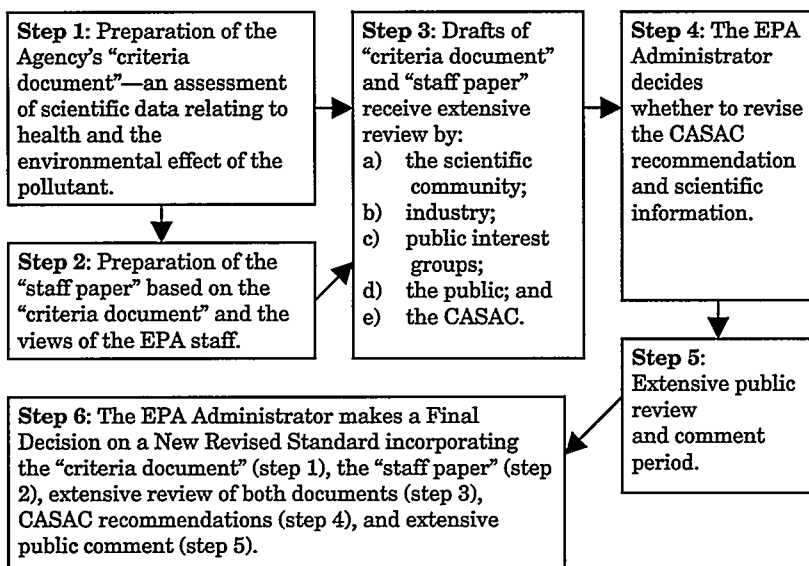 Step 1: Preparation of the
Agency's “criteria
document”—an assessment
of scientific data relating to
health and the
environmental effect of the
pollutant.
Step 2: Preparation of the
“staff paper” based on the
“criteria document” and the
views of the EPA staff.
Step 3: Drafts of
“criteria document”
and “staff paper”
receive extensive
review by:
a) the scientific
community;
b) industry;
c) public interest
groups;
d) the public; and
e) the CASAC.
Step 4: The EPA
Administrator
decides
whether to revise
the CASAC
recommendation
and scientific
information.
Step 5:
Extensive public
review
and comment
period.
Step 6: The EPA Administrator makes a Final
Decision on a New Revised Standard incorporating
the “criteria document” (step 1), the “staff paper” (step
2), extensive review of both documents (step 3),
CASAC recommendations (step 4), and extensive
public comment (step 5).